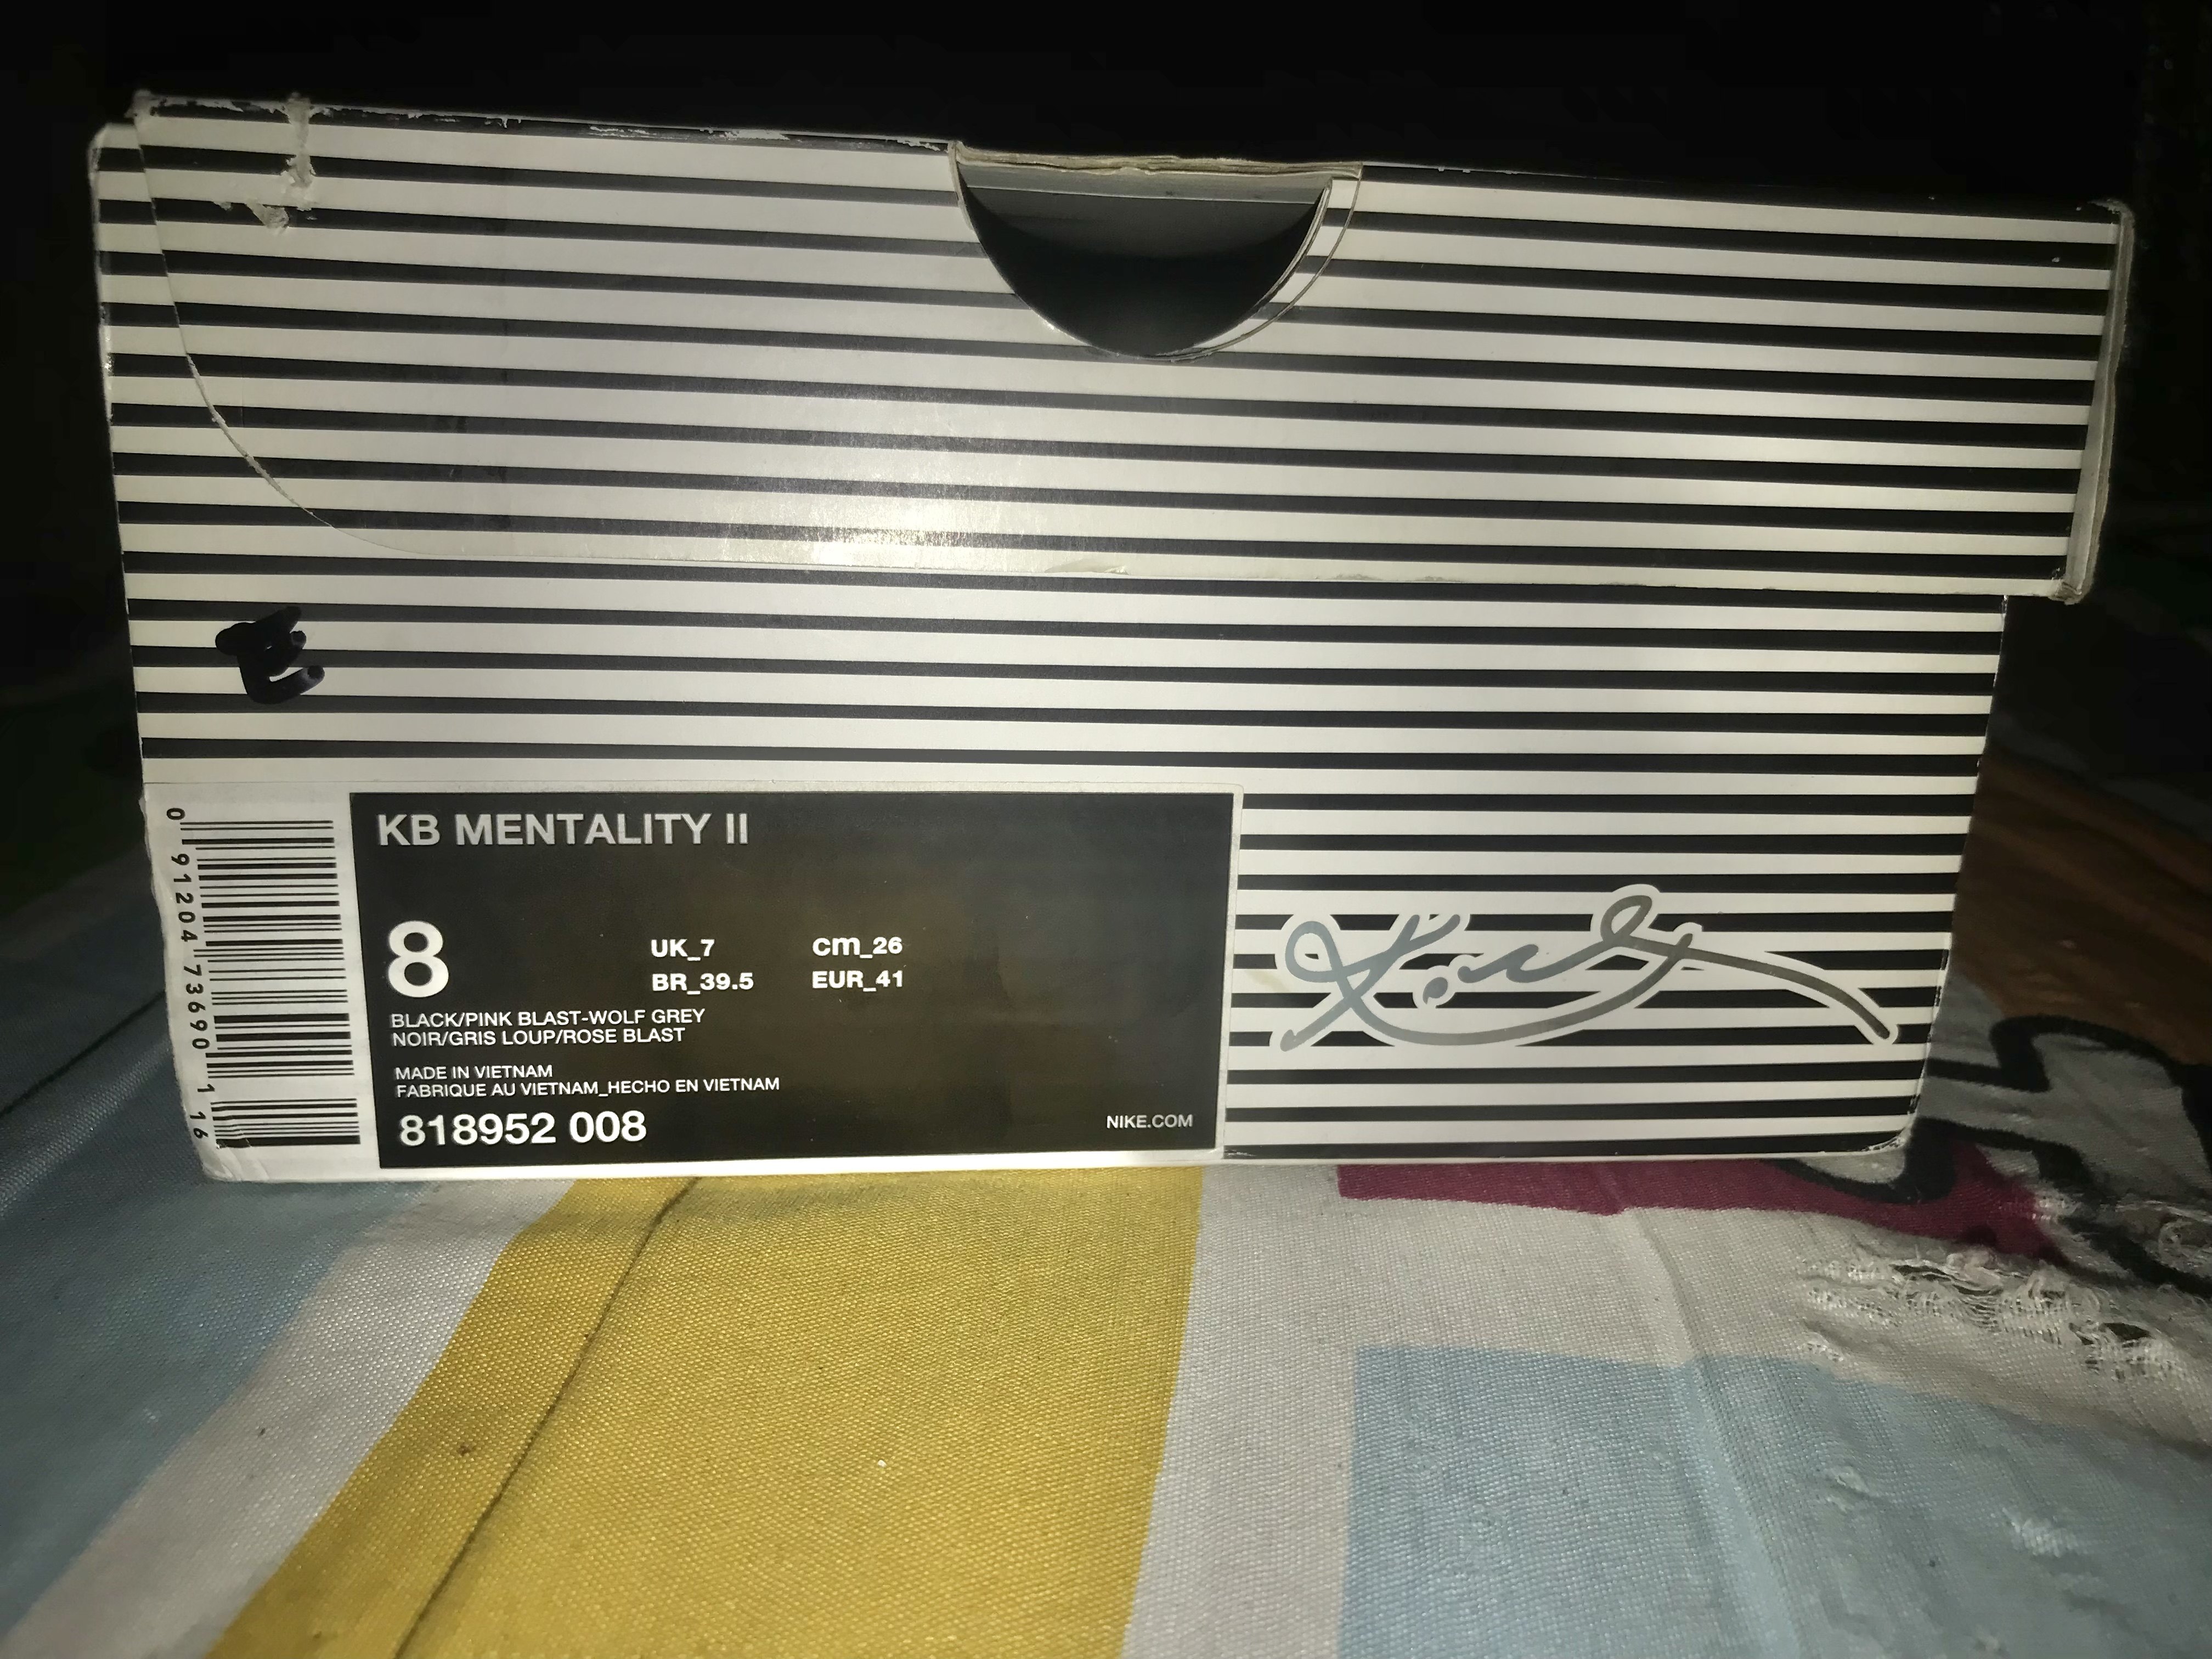 KB MENTALITY II
8
UK_7 cm_26
BR_39.5 EUR_41
BLACK/PINK BLAST-WOLF GREY
NOIR/GRIS LOUP/ROSE BLAST
MADE IN VIETNAM
FABRIQUE AU VIETNAM_HECHO EN VIETNAM
818952 008
NIKE.COM
0 91204 73690 1 16